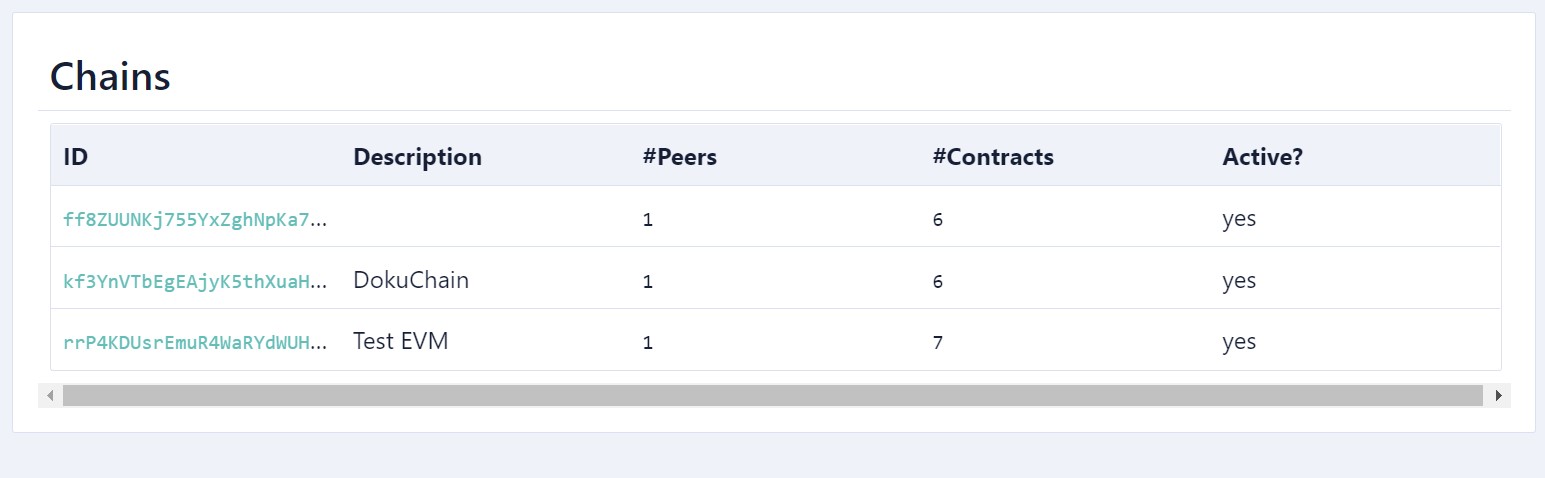 Chains
ID Description #Peers #Contracts Active?
ff8ZUUNKj755YxZghNpKa7... 1 6 yes
kf3YnVTbEgEAjyK5thXuaH... DokuChain 1 6 yes
rrP4KDUsrEmuR4WaRYdWUH... Test EVM 1 7 yes